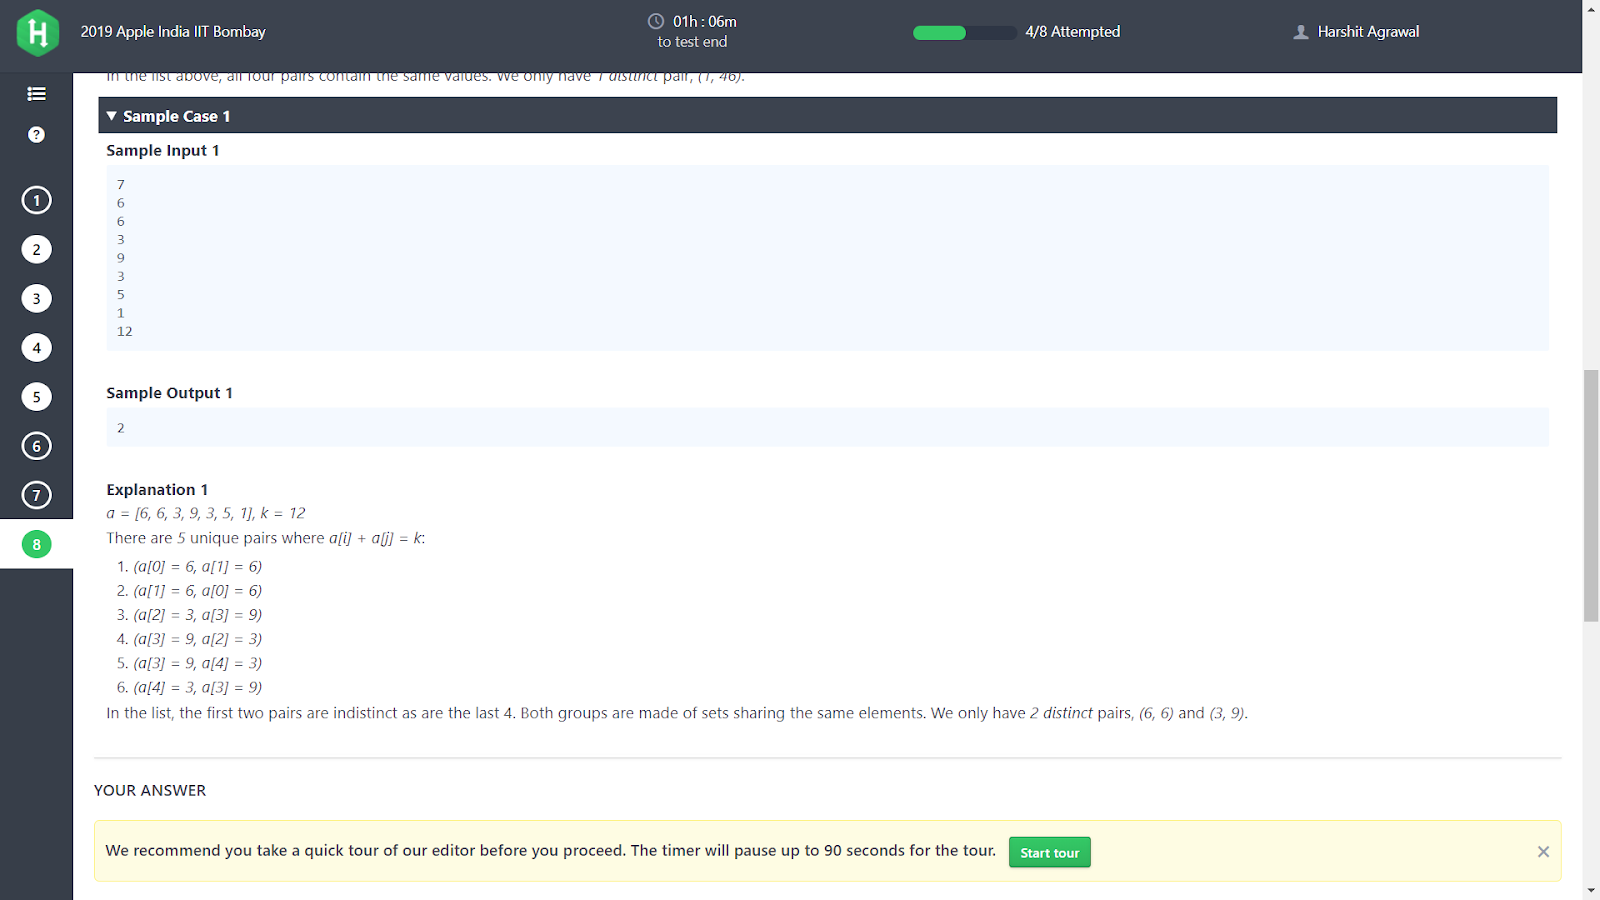 2019 Apple India IIT Bombay
01h : 06m
to test end
4/8 Attempted
Harshit Agrawal
In the list above, all four pairs contain the same values. We only have 1 distinct pair, (1, 46).
▼ Sample Case 1
Sample Input 1
7
6
6
3
9
3
5
1
12
Sample Output 1
2
Explanation 1
a = [6, 6, 3, 9, 3, 5, 1], k = 12
There are 5 unique pairs where a[i] + a[j] = k:
1. (a[0] = 6, a[1] = 6)
2. (a[1] = 6, a[0] = 6)
3. (a[2] = 3, a[3] = 9)
4. (a[3] = 9, a[2] = 3)
5. (a[3] = 9, a[4] = 3)
6. (a[4] = 3, a[3] = 9)
In the list, the first two pairs are indistinct as are the last 4. Both groups are made of sets sharing the same elements. We only have 2 distinct pairs, (6, 6) and (3, 9).
YOUR ANSWER
We recommend you take a quick tour of our editor before you proceed. The timer will pause up to 90 seconds for the tour. Start tour ×
H
?
1
2
3
4
5
6
7
8